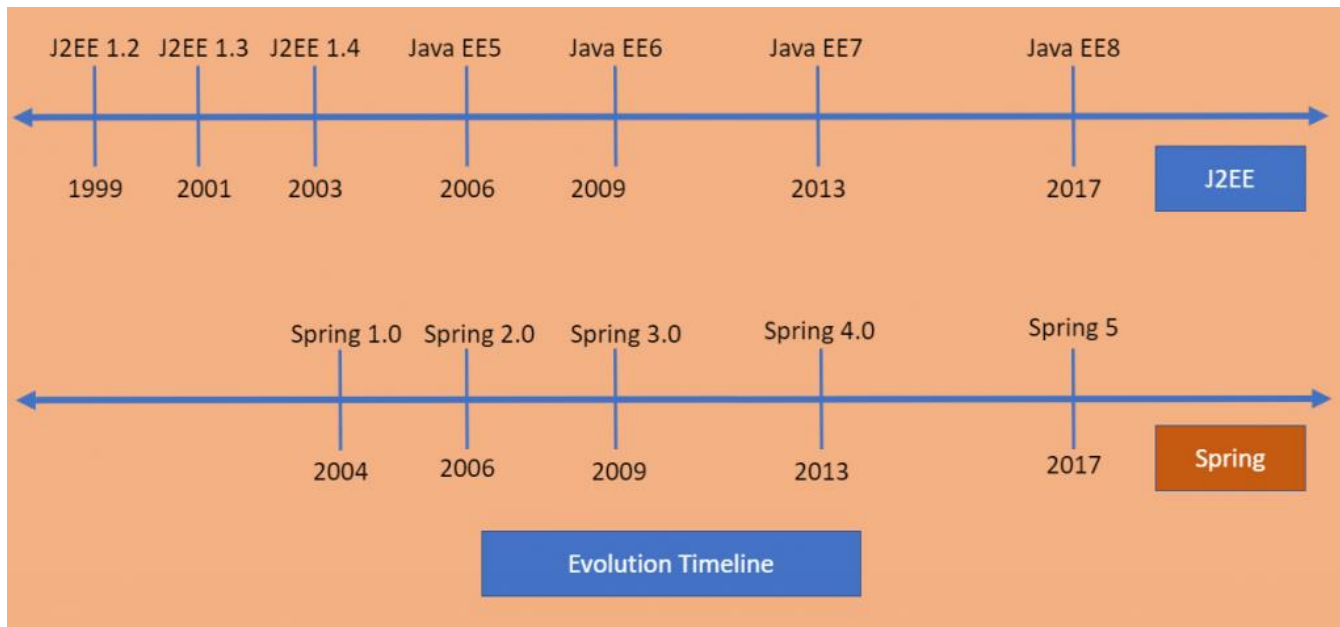 J2EE 1.2 J2EE 1.3 J2EE 1.4 Java EE5 Java EE6 Java EE7 Java EE8
1999 2001 2003 2006 2009 2013 2017
J2EE
Spring 1.0 Spring 2.0 Spring 3.0 Spring 4.0 Spring 5
2004 2006 2009 2013 2017
Spring
Evolution Timeline